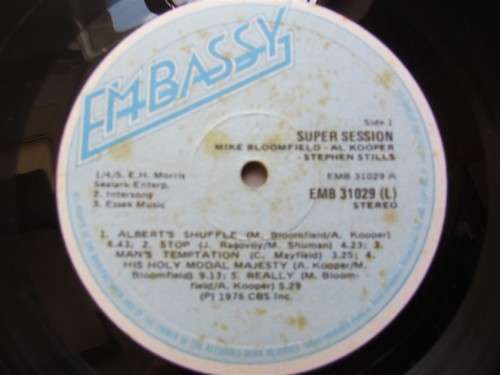 EMBASSY
Side 1
SUPER SESSION
MIKE BLOOMFIELD - AL KOOPER
- STEPHEN STILLS
1/4/5. E.H. Morris
Sealark Enterp.
2. Intersong
3. Essex Music
EMB 31029 A
EMB 31029 (L)
STEREO
1. ALBERT'S SHUFFLE (M. Bloomfield/A. Kooper)
6.43; 2. STOP (J. Ragovoy/M. Shuman) 4.23; 3.
MAN'S TEMPTATION (C. Mayfield) 3.25; 4.
HIS HOLY MODAL MAJESTY (A. Kooper/M.
Bloomfield) 9.13; 5. REALLY (M. Bloom-
field/A. Kooper) 5.29
(P) 1976 CBS Inc.